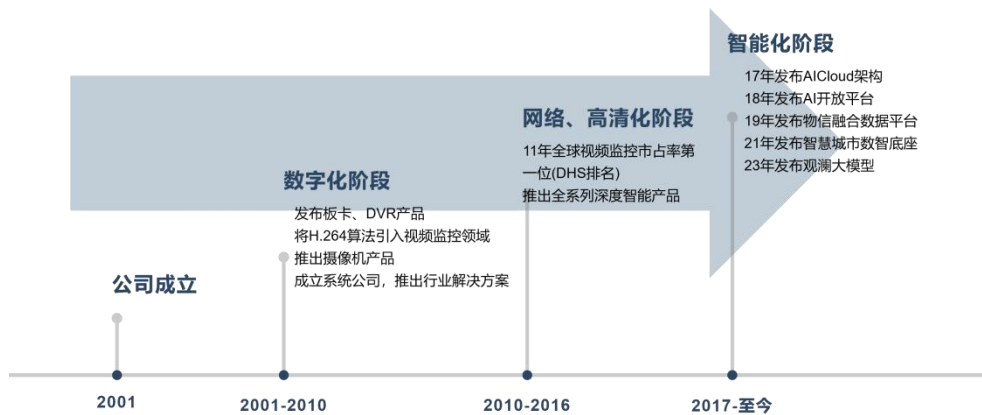 智能化阶段
17年发布AICloud架构
18年发布AI开放平台
19年发布物信融合数据平台
21年发布智慧城市数智底座
23年发布观澜大模型
网络、高清化阶段
11年全球视频监控市占率第
一位(DHS排名)
推出全系列深度智能产品
数字化阶段
发布板卡、DVR产品
将H.264算法引入视频监控领域
推出摄像机产品
成立系统公司，推出行业解决方案
公司成立
2001
2001-2010
2010-2016
2017-至今